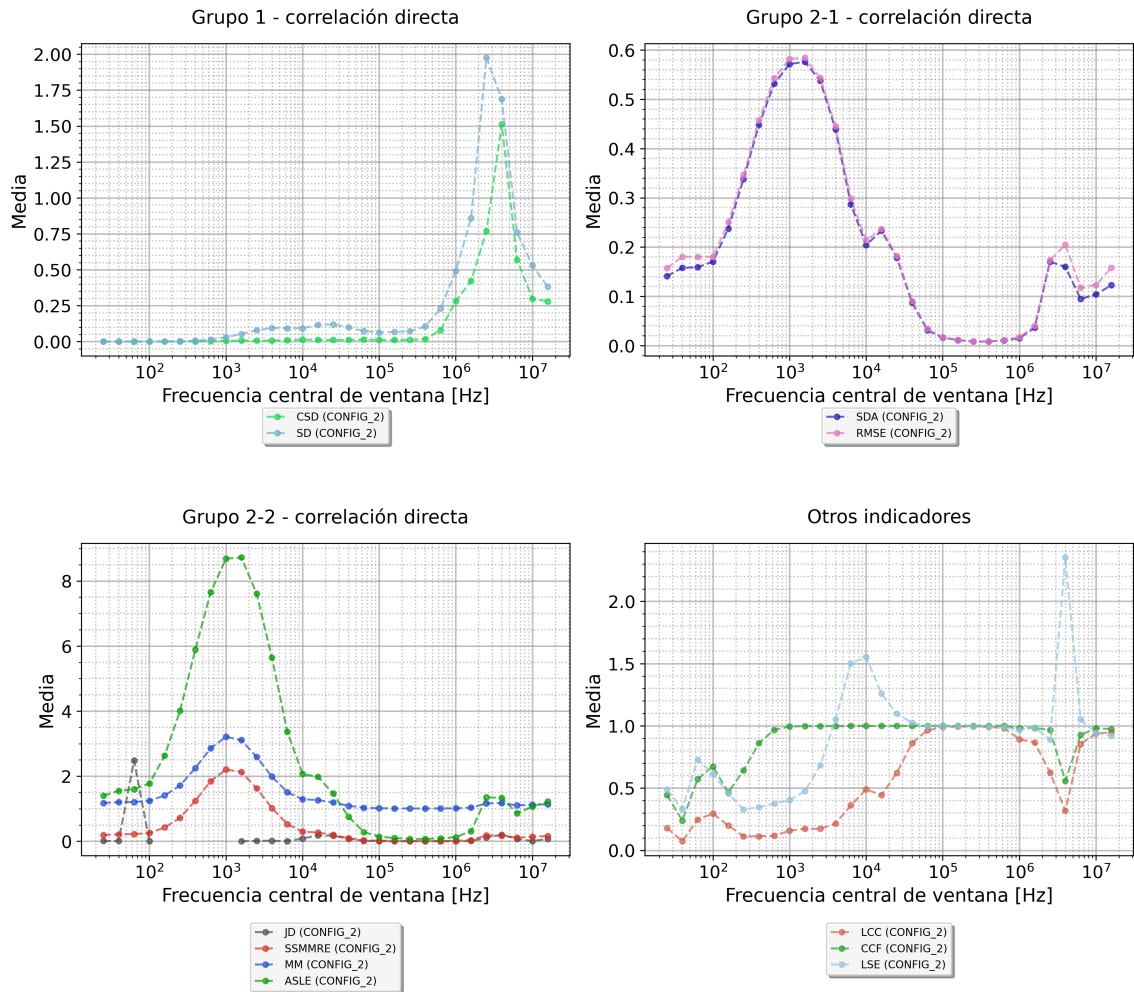 Grupo 1 - correlación directa
2.00
1.75
1.50
1.25
1.00
0.75
0.50
0.25
0.00
Media
10²
10³
10⁴
10⁵
10⁶
10⁷
Frecuencia central de ventana [Hz]
CSD (CONFIG_2)
SD (CONFIG_2)
Grupo 2-1 - correlación directa
0.6
0.5
0.4
0.3
0.2
0.1
0.0
Media
10²
10³
10⁴
10⁵
10⁶
10⁷
Frecuencia central de ventana [Hz]
SDA (CONFIG_2)
RMSE (CONFIG_2)
Grupo 2-2 - correlación directa
8
6
4
2
0
Media
10²
10³
10⁴
10⁵
10⁶
10⁷
Frecuencia central de ventana [Hz]
JD (CONFIG_2)
SSMMRE (CONFIG_2)
MM (CONFIG_2)
ASLE (CONFIG_2)
Otros indicadores
2.0
1.5
1.0
0.5
0.0
Media
10²
10³
10⁴
10⁵
10⁶
10⁷
Frecuencia central de ventana [Hz]
LCC (CONFIG_2)
CCF (CONFIG_2)
LSE (CONFIG_2)